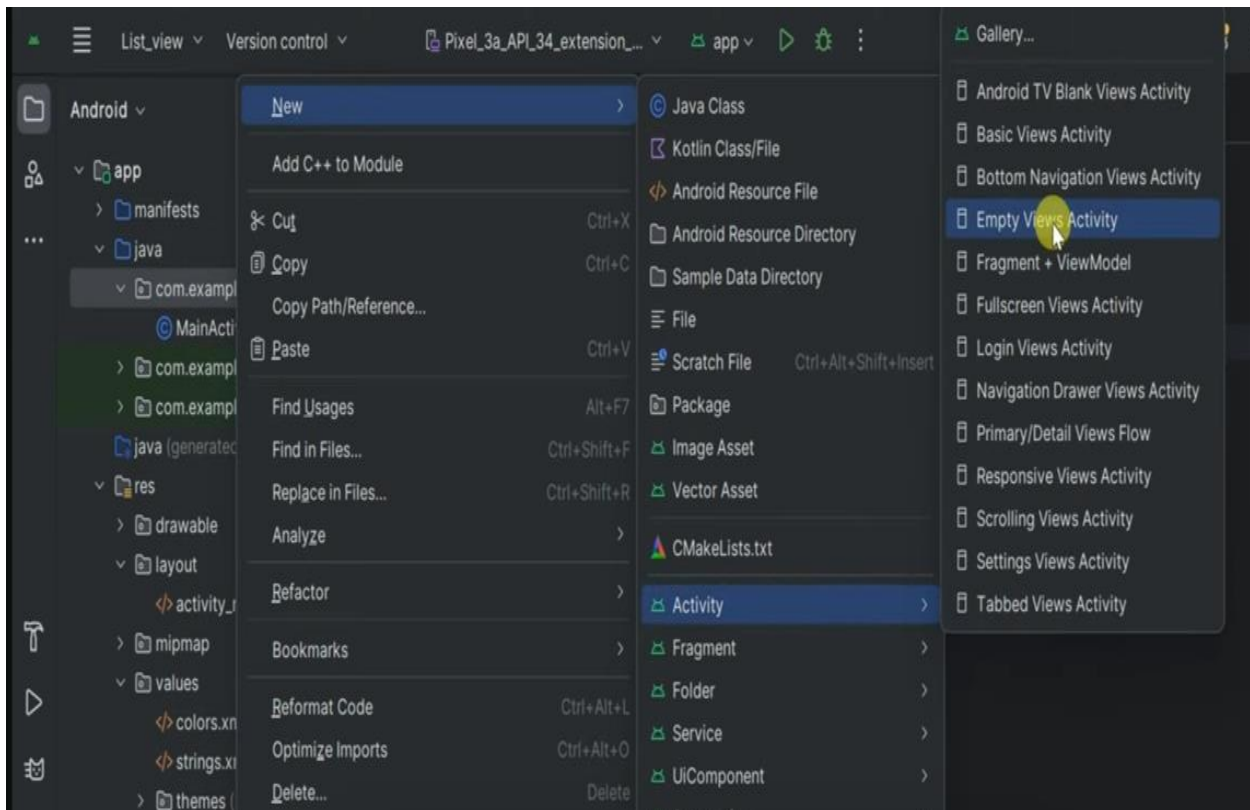 List_view
Version control
Pixel_3a_API_34_extension_...
app
Android
app
manifests
java
com.exampl
MainActi
com.exampl
com.exampl
java (generated
res
drawable
layout
activity_r
mipmap
values
colors.xn
strings.x
themes (
New
Add C++ to Module
Cut Ctrl+X
Copy Ctrl+C
Copy Path/Reference...
Paste Ctrl+V
Find Usages Alt+F7
Find in Files... Ctrl+Shift+F
Replace in Files... Ctrl+Shift+R
Analyze
Refactor
Bookmarks
Reformat Code Ctrl+Alt+L
Optimize Imports Ctrl+Alt+O
Delete... Delete
Java Class
Kotlin Class/File
Android Resource File
Android Resource Directory
Sample Data Directory
File
Scratch File Ctrl+Alt+Shift+Insert
Package
Image Asset
Vector Asset
CMakeLists.txt
Activity
Fragment
Folder
Service
UiComponent
Gallery...
Android TV Blank Views Activity
Basic Views Activity
Bottom Navigation Views Activity
Empty Views Activity
Fragment + ViewModel
Fullscreen Views Activity
Login Views Activity
Navigation Drawer Views Activity
Primary/Detail Views Flow
Responsive Views Activity
Scrolling Views Activity
Settings Views Activity
Tabbed Views Activity